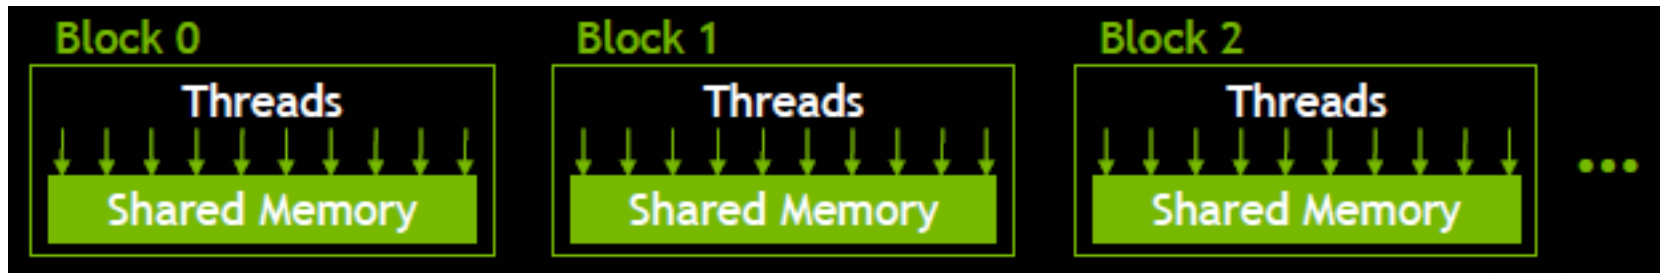 Block 0
Block 1
Block 2
Threads
Threads
Threads
Shared Memory
Shared Memory
Shared Memory
...